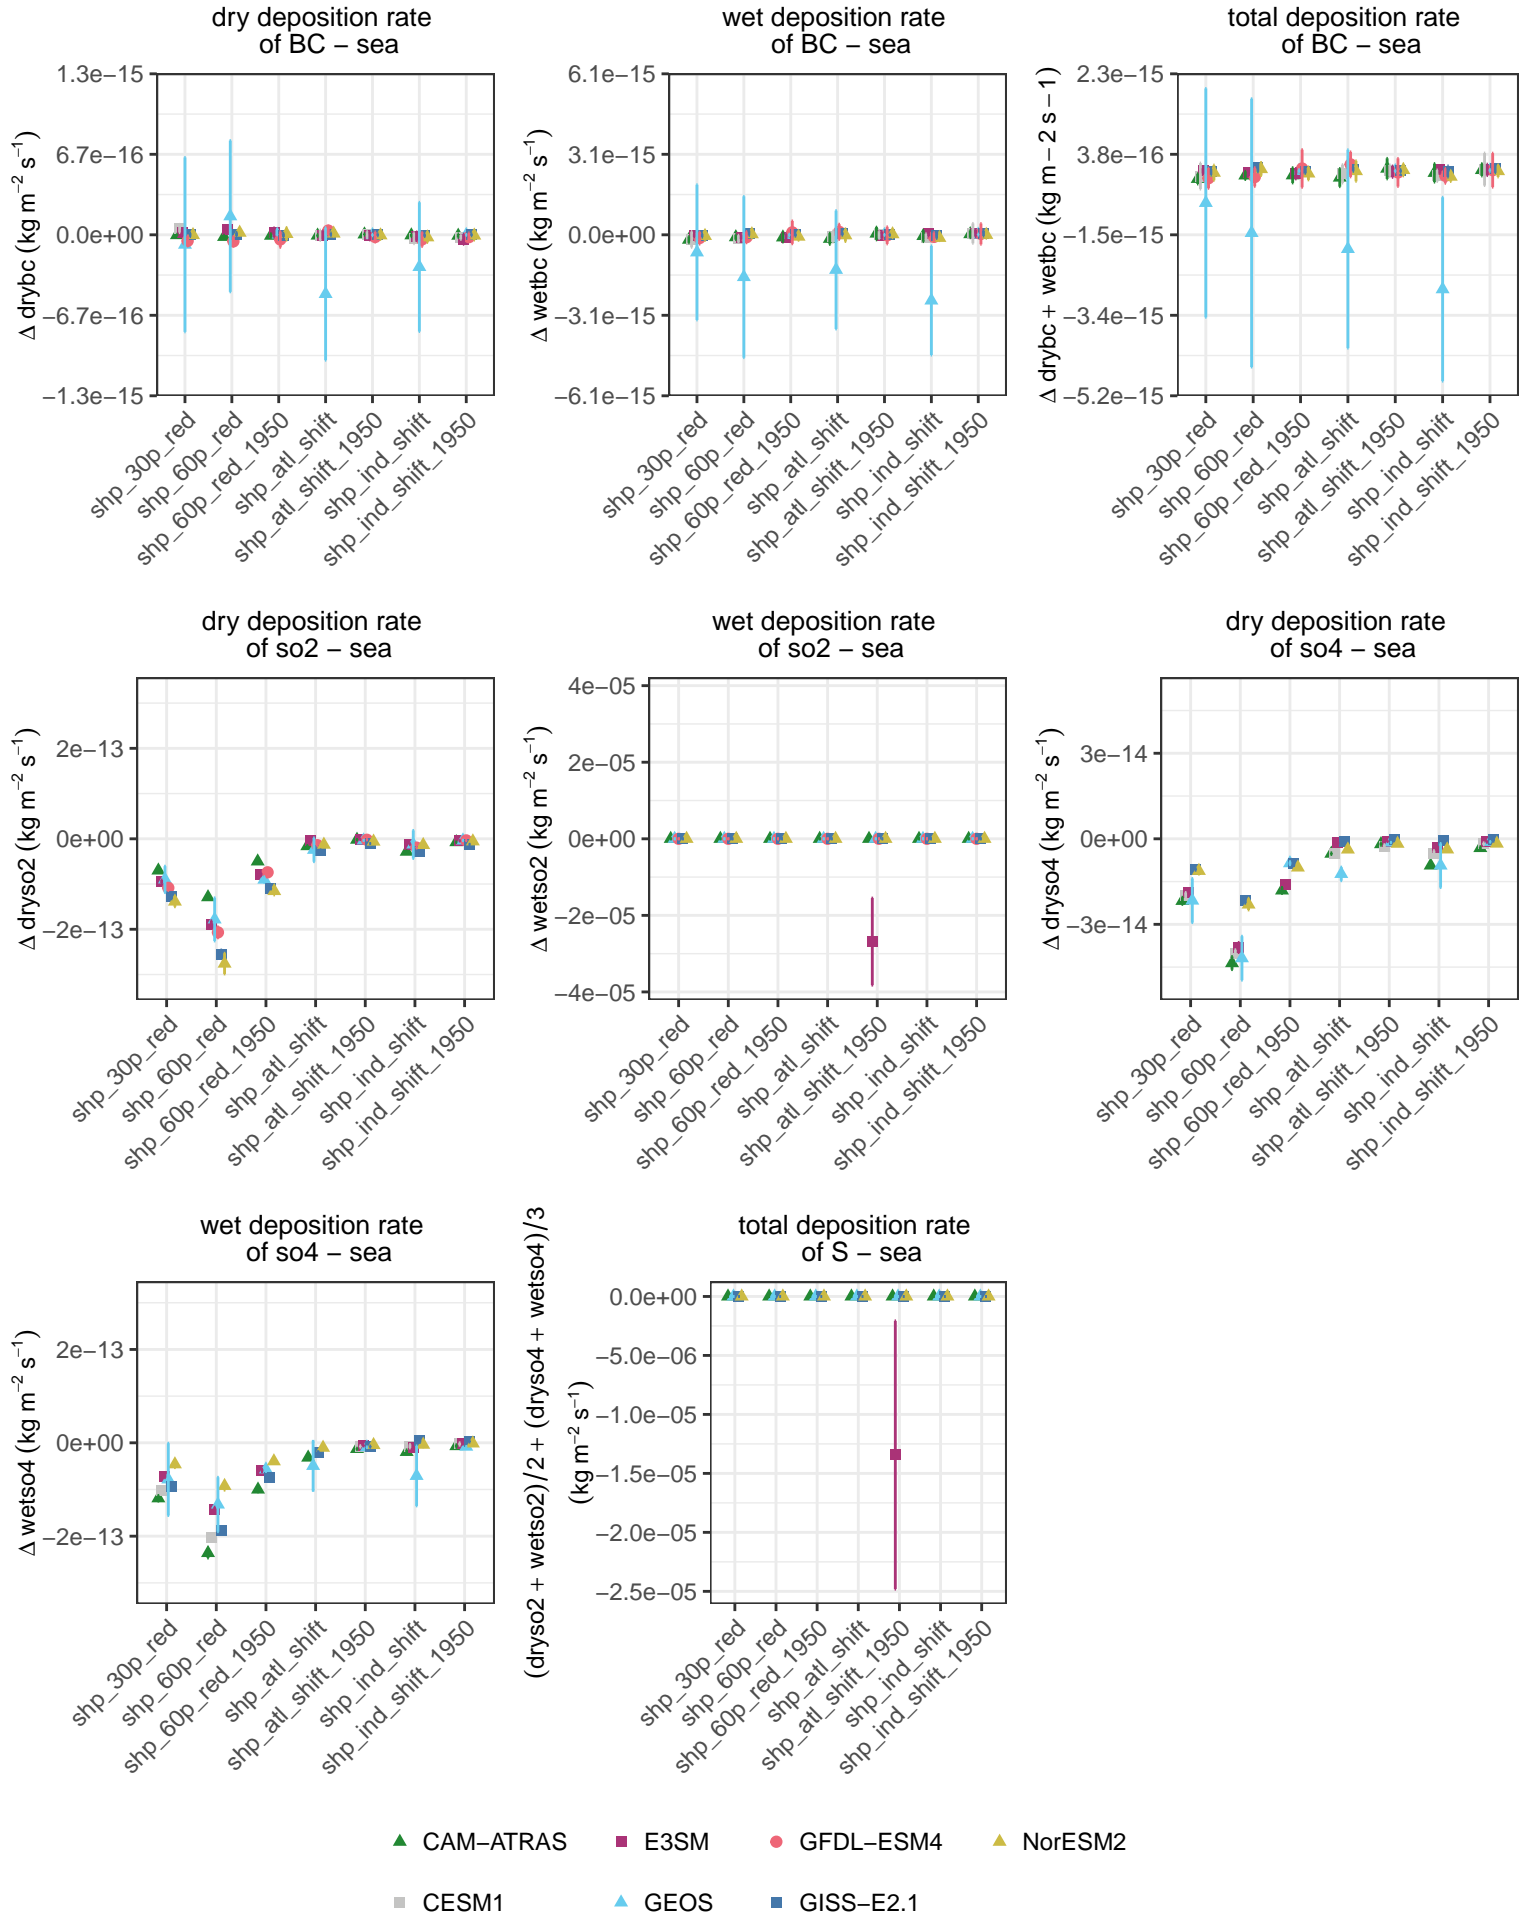 dry deposition rate
of BC − sea
Δ drybc (kg m⁻² s⁻¹)
1.3e−15
6.7e−16
0.0e+00
−6.7e−16
−1.3e−15
shp_30p_red
shp_60p_red
shp_60p_red_1950
shp_atl_shift
shp_atl_shift_1950
shp_ind_shift
shp_ind_shift_1950
wet deposition rate
of BC − sea
Δ wetbc (kg m⁻² s⁻¹)
6.1e−15
3.1e−15
0.0e+00
−3.1e−15
−6.1e−15
shp_30p_red
shp_60p_red
shp_60p_red_1950
shp_atl_shift
shp_atl_shift_1950
shp_ind_shift
shp_ind_shift_1950
total deposition rate
of BC − sea
Δ drybc + wetbc (kg m−2 s−1)
2.3e−15
3.8e−16
−1.5e−15
−3.4e−15
−5.2e−15
shp_30p_red
shp_60p_red
shp_60p_red_1950
shp_atl_shift
shp_atl_shift_1950
shp_ind_shift
shp_ind_shift_1950
dry deposition rate
of so2 − sea
Δ dryso2 (kg m⁻² s⁻¹)
2e−13
0e+00
−2e−13
shp_30p_red
shp_60p_red
shp_60p_red_1950
shp_atl_shift
shp_atl_shift_1950
shp_ind_shift
shp_ind_shift_1950
wet deposition rate
of so2 − sea
Δ wetso2 (kg m⁻² s⁻¹)
4e−05
2e−05
0e+00
−2e−05
−4e−05
shp_30p_red
shp_60p_red
shp_60p_red_1950
shp_atl_shift
shp_atl_shift_1950
shp_ind_shift
shp_ind_shift_1950
dry deposition rate
of so4 − sea
Δ dryso4 (kg m⁻² s⁻¹)
3e−14
0e+00
−3e−14
shp_30p_red
shp_60p_red
shp_60p_red_1950
shp_atl_shift
shp_atl_shift_1950
shp_ind_shift
shp_ind_shift_1950
wet deposition rate
of so4 − sea
Δ wetso4 (kg m⁻² s⁻¹)
2e−13
0e+00
−2e−13
shp_30p_red
shp_60p_red
shp_60p_red_1950
shp_atl_shift
shp_atl_shift_1950
shp_ind_shift
shp_ind_shift_1950
total deposition rate
of S − sea
(dryso2 + wetso2)/2 + (dryso4 + wetso4)/3
(kg m⁻² s⁻¹)
0.0e+00
−5.0e−06
−1.0e−05
−1.5e−05
−2.0e−05
−2.5e−05
shp_30p_red
shp_60p_red
shp_60p_red_1950
shp_atl_shift
shp_atl_shift_1950
shp_ind_shift
shp_ind_shift_1950
CAM−ATRAS
E3SM
GFDL−ESM4
NorESM2
CESM1
GEOS
GISS−E2.1